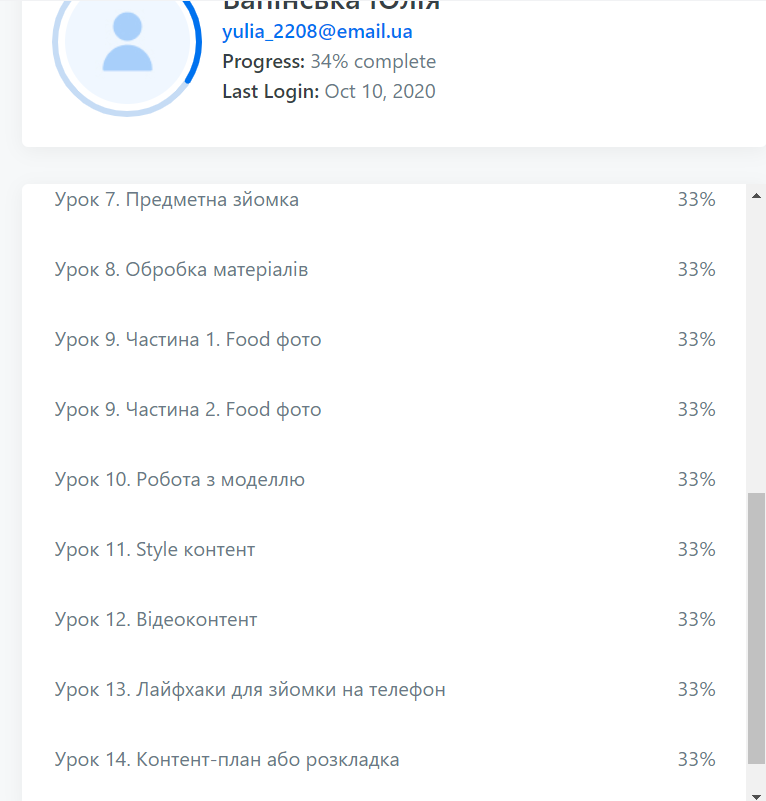 Юлія
yulia_2208@email.ua
Progress: 34% complete
Last Login: Oct 10, 2020
Урок 7. Предметна зйомка 33%
Урок 8. Обробка матеріалів 33%
Урок 9. Частина 1. Food фото 33%
Урок 9. Частина 2. Food фото 33%
Урок 10. Робота з моделлю 33%
Урок 11. Style контент 33%
Урок 12. Відеоконтент 33%
Урок 13. Лайфхаки для зйомки на телефон 33%
Урок 14. Контент-план або розкладка 33%